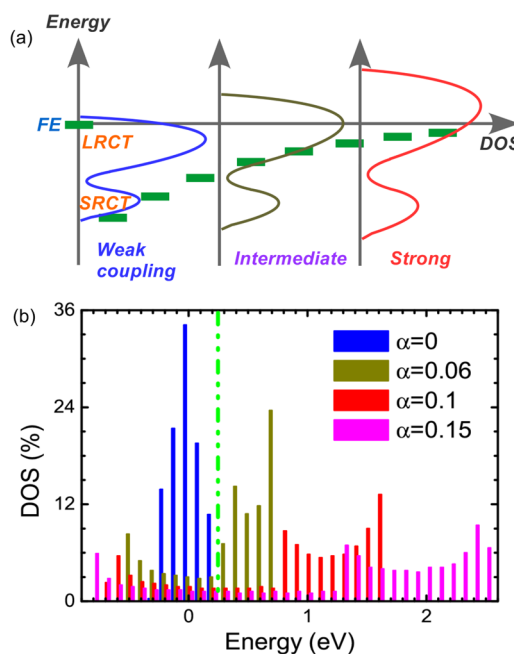 (a)
Energy
FE
LRCT
DOS
SRCT
Weak
coupling
Intermediate
Strong
(b)
36
24
12
0
DOS (%)
α=0
α=0.06
α=0.1
α=0.15
0 1 2
Energy (eV)